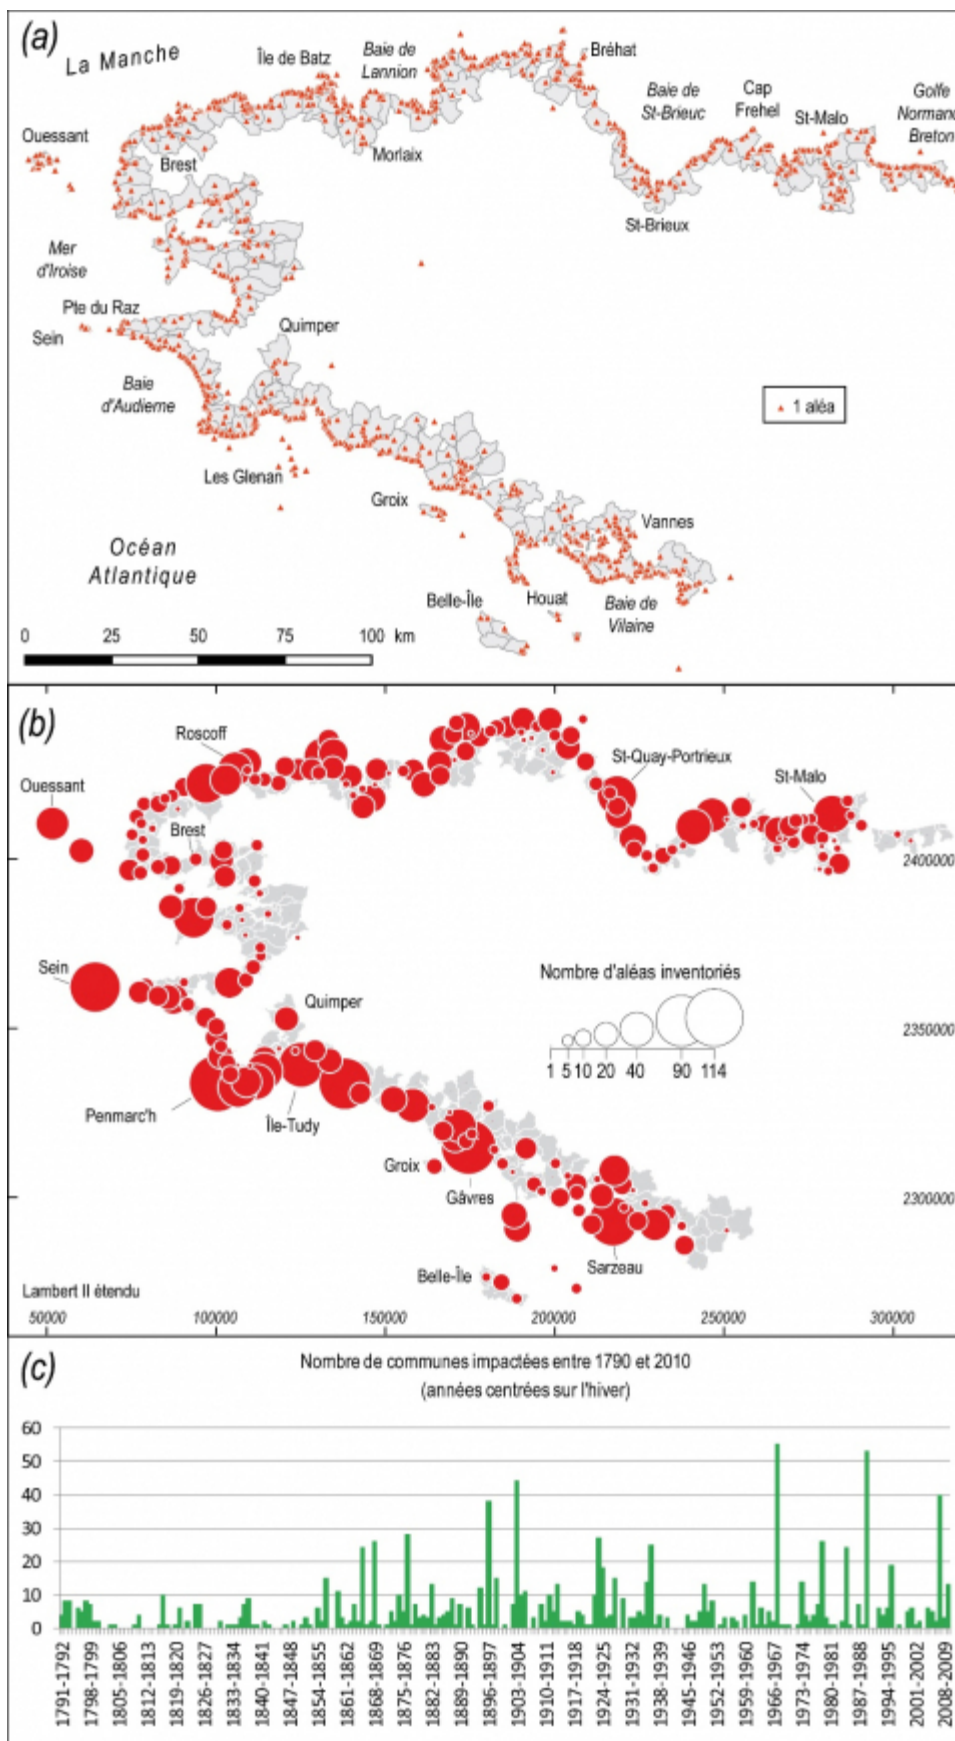 (a)
La Manche
Île de Batz
Baie de
Lannion
Bréhat
Baie de
St-Brieuc
Cap
Frehel
St-Malo
Golfe
Normand
Breton
Ouessant
Brest
Morlaix
St-Brieux
Mer
d'Iroise
Pte du Raz
Sein
Quimper
Baie
d'Audierne
1 aléa
Les Glenan
Groix
Vannes
Océan
Atlantique
Belle-Île
Houat
Baie de
Vilaine
0 25 50 75 100 km
(b)
Roscoff
St-Quay-Portrieux
St-Malo
Ouessant
Brest
2400000
Sein
Nombre d'aléas inventoriés
Quimper
2350000
1 5 10 20 40 90 114
Penmarc'h
Île-Tudy
Groix
Gâvres
2300000
Sarzeau
Belle-Île
Lambert II étendu
50000 100000 150000 200000 250000 300000
(c)
Nombre de communes impactées entre 1790 et 2010
(années centrées sur l'hiver)
60
50
40
30
20
10
0
1791-1792
1798-1799
1805-1806
1812-1813
1819-1820
1826-1827
1833-1834
1840-1841
1847-1848
1854-1855
1861-1862
1868-1869
1875-1876
1882-1883
1889-1890
1896-1897
1903-1904
1910-1911
1917-1918
1924-1925
1931-1932
1938-1939
1945-1946
1952-1953
1959-1960
1966-1967
1973-1974
1980-1981
1987-1988
1994-1995
2001-2002
2008-2009